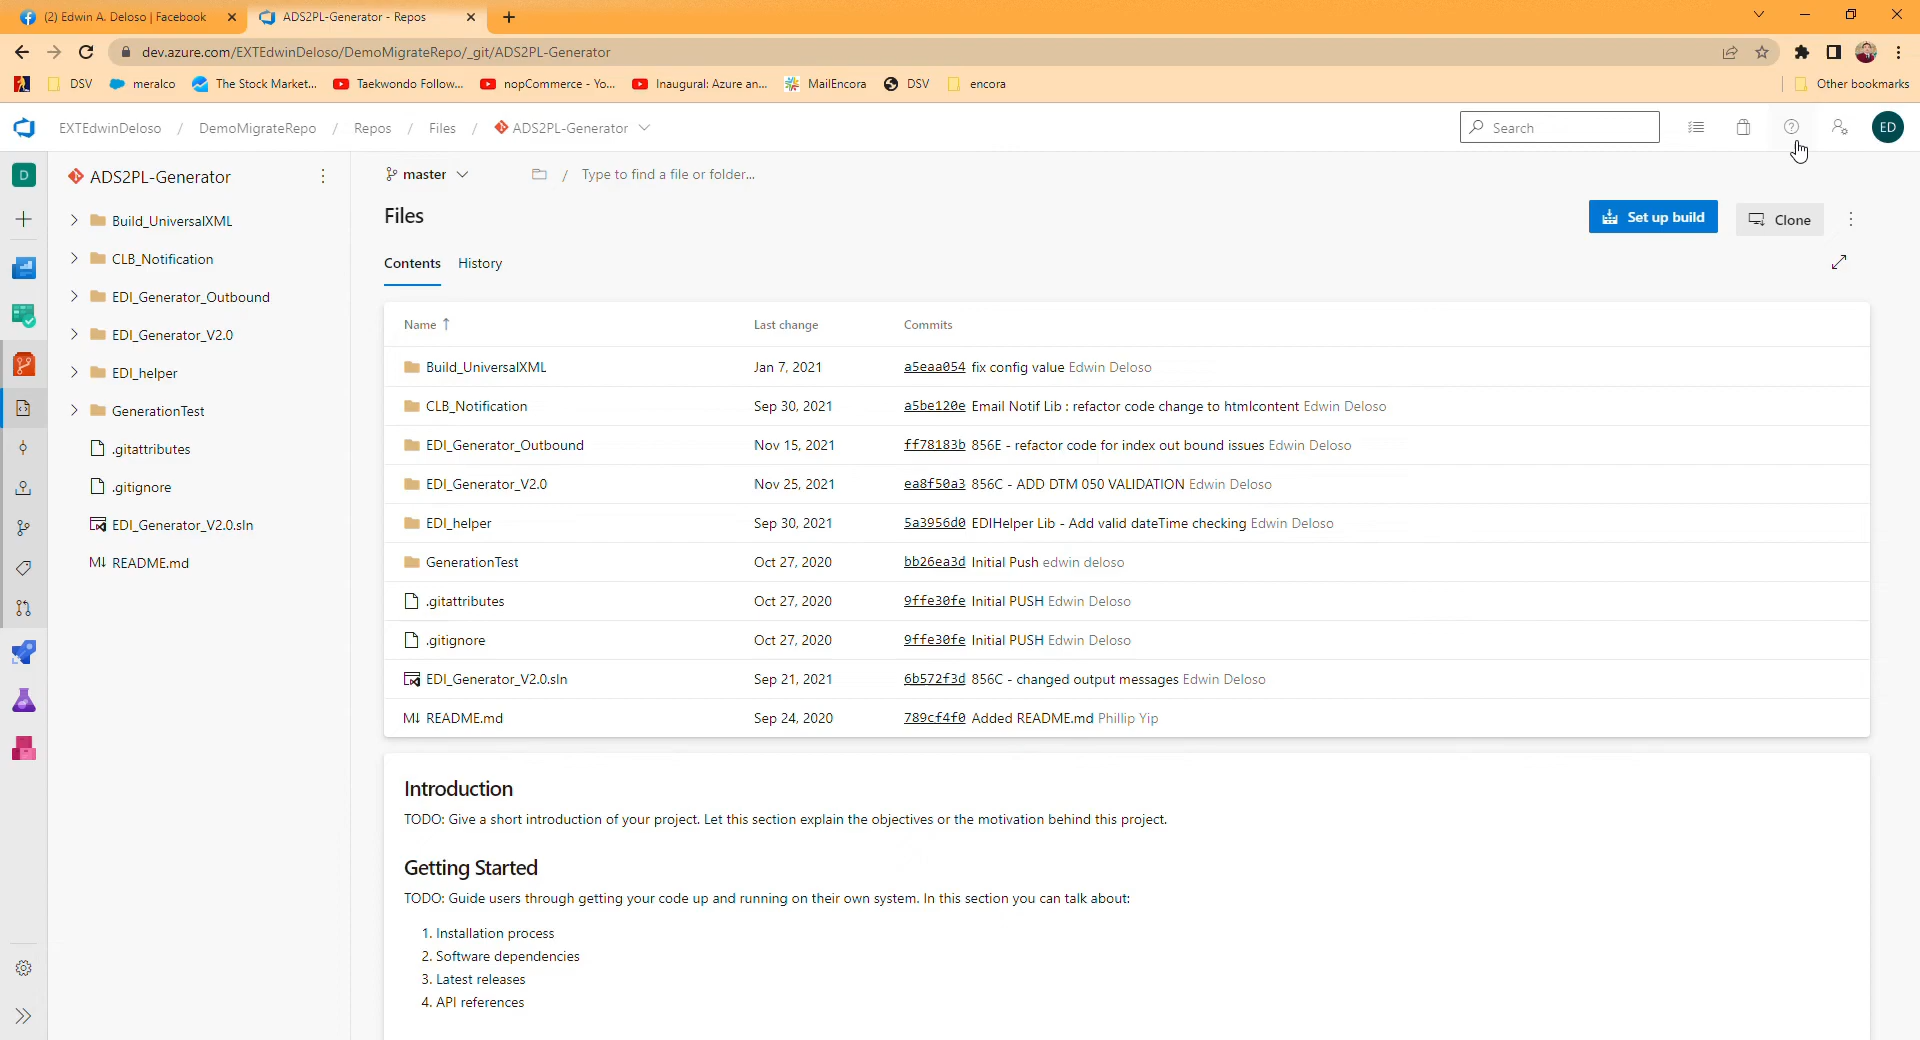 (2) Edwin A. Deloso | Facebook
ADS2PL-Generator - Repos
dev.azure.com/EXTEdwinDeloso/DemoMigrateRepo/_git/ADS2PL-Generator
DSV
meralco
The Stock Market...
Taekwondo Follow...
nopCommerce - Yo...
Inaugural: Azure an...
MailEncora
DSV
encora
Other bookmarks
EXTEdwinDeloso / DemoMigrateRepo / Repos / Files / ADS2PL-Generator
Search
ED
D
ADS2PL-Generator
Build_UniversalXML
CLB_Notification
EDI_Generator_Outbound
EDI_Generator_V2.0
EDI_helper
GenerationTest
.gitattributes
.gitignore
EDI_Generator_V2.0.sln
M↓ README.md
master
/ Type to find a file or folder...
Files
Set up build
Clone
Contents
History
Name ↑ Last change Commits
Build_UniversalXML Jan 7, 2021 a5eaa054 fix config value Edwin Deloso
CLB_Notification Sep 30, 2021 a5be120e Email Notif Lib : refactor code change to htmlcontent Edwin Deloso
EDI_Generator_Outbound Nov 15, 2021 ff78183b 856E - refactor code for index out bound issues Edwin Deloso
EDI_Generator_V2.0 Nov 25, 2021 ea8f50a3 856C - ADD DTM 050 VALIDATION Edwin Deloso
EDI_helper Sep 30, 2021 5a3956d0 EDIHelper Lib - Add valid dateTime checking Edwin Deloso
GenerationTest Oct 27, 2020 bb26ea3d Initial Push edwin deloso
.gitattributes Oct 27, 2020 9ffe30fe Initial PUSH Edwin Deloso
.gitignore Oct 27, 2020 9ffe30fe Initial PUSH Edwin Deloso
EDI_Generator_V2.0.sln Sep 21, 2021 6b572f3d 856C - changed output messages Edwin Deloso
M↓ README.md Sep 24, 2020 789cf4f0 Added README.md Phillip Yip
Introduction
TODO: Give a short introduction of your project. Let this section explain the objectives or the motivation behind this project.
Getting Started
TODO: Guide users through getting your code up and running on their own system. In this section you can talk about:
1. Installation process
2. Software dependencies
3. Latest releases
4. API references